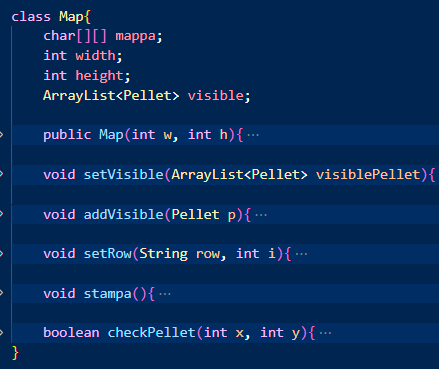 class Map{
char[][] mappa;
int width;
int height;
ArrayList<Pellet> visible;
public Map(int w, int h){ ...
void setVisible(ArrayList<Pellet> visiblePellet){
void addVisible(Pellet p){ ...
void setRow(String row, int i){ ...
void stampa(){ ...
boolean checkPellet(int x, int y){ ...
}